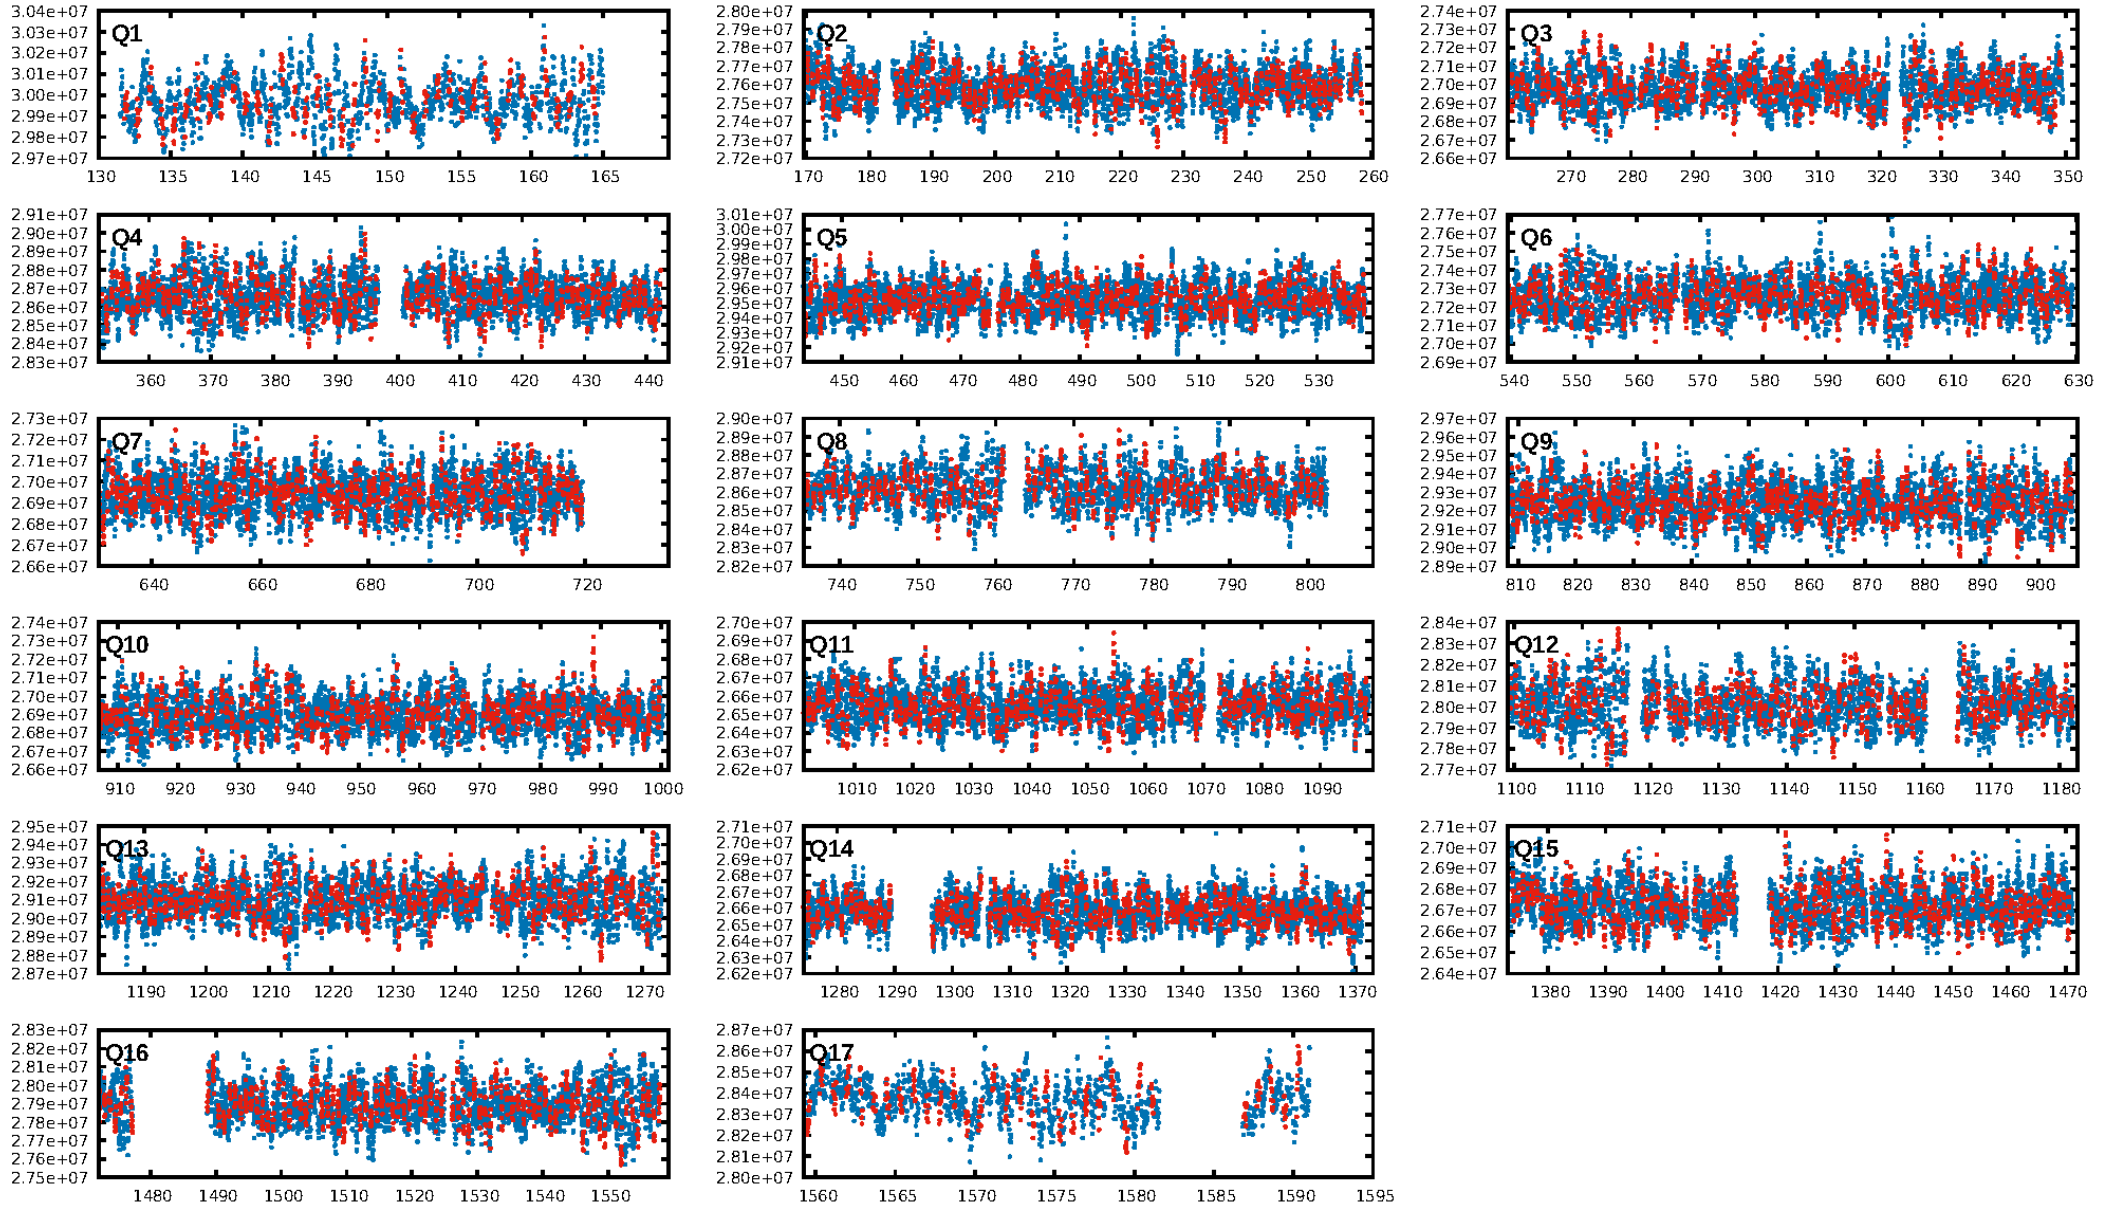 3.04e+07
3.03e+07
3.02e+07
3.01e+07
3.00e+07
2.99e+07
2.98e+07
2.97e+07
Q1
130 135 140 145 150 155 160 165
2.80e+07
2.79e+07
2.78e+07
2.77e+07
2.76e+07
2.75e+07
2.74e+07
2.73e+07
2.72e+07
Q2
170 180 190 200 210 220 230 240 250 260
2.74e+07
2.73e+07
2.72e+07
2.71e+07
2.70e+07
2.69e+07
2.68e+07
2.67e+07
2.66e+07
Q3
270 280 290 300 310 320 330 340 350
2.91e+07
2.90e+07
2.89e+07
2.88e+07
2.87e+07
2.86e+07
2.85e+07
2.84e+07
2.83e+07
Q4
360 370 380 390 400 410 420 430 440
3.01e+07
3.00e+07
2.99e+07
2.98e+07
2.97e+07
2.96e+07
2.95e+07
2.94e+07
2.93e+07
2.92e+07
2.91e+07
Q5
450 460 470 480 490 500 510 520 530
2.77e+07
2.76e+07
2.75e+07
2.74e+07
2.73e+07
2.72e+07
2.71e+07
2.70e+07
2.69e+07
Q6
540 550 560 570 580 590 600 610 620 630
2.73e+07
2.72e+07
2.71e+07
2.70e+07
2.69e+07
2.68e+07
2.67e+07
2.66e+07
Q7
640 660 680 700 720
2.90e+07
2.89e+07
2.88e+07
2.87e+07
2.86e+07
2.85e+07
2.84e+07
2.83e+07
2.82e+07
Q8
740 750 760 770 780 790 800
2.97e+07
2.96e+07
2.95e+07
2.94e+07
2.93e+07
2.92e+07
2.91e+07
2.90e+07
2.89e+07
Q9
810 820 830 840 850 860 870 880 890 900
2.74e+07
2.73e+07
2.72e+07
2.71e+07
2.70e+07
2.69e+07
2.68e+07
2.67e+07
2.66e+07
Q10
910 920 930 940 950 960 970 980 990 1000
2.70e+07
2.69e+07
2.68e+07
2.67e+07
2.66e+07
2.65e+07
2.64e+07
2.63e+07
2.62e+07
Q11
1010 1020 1030 1040 1050 1060 1070 1080 1090
2.84e+07
2.83e+07
2.82e+07
2.81e+07
2.80e+07
2.79e+07
2.78e+07
2.77e+07
Q12
1100 1110 1120 1130 1140 1150 1160 1170 1180
2.95e+07
2.94e+07
2.93e+07
2.92e+07
2.91e+07
2.90e+07
2.89e+07
2.88e+07
2.87e+07
Q13
1190 1200 1210 1220 1230 1240 1250 1260 1270
2.71e+07
2.70e+07
2.69e+07
2.68e+07
2.67e+07
2.66e+07
2.65e+07
2.64e+07
2.63e+07
2.62e+07
Q14
1280 1290 1300 1310 1320 1330 1340 1350 1360 1370
2.71e+07
2.70e+07
2.69e+07
2.68e+07
2.67e+07
2.66e+07
2.65e+07
2.64e+07
Q15
1380 1390 1400 1410 1420 1430 1440 1450 1460 1470
2.83e+07
2.82e+07
2.81e+07
2.80e+07
2.79e+07
2.78e+07
2.77e+07
2.76e+07
2.75e+07
Q16
1480 1490 1500 1510 1520 1530 1540 1550
2.87e+07
2.86e+07
2.85e+07
2.84e+07
2.83e+07
2.82e+07
2.81e+07
2.80e+07
Q17
1560 1565 1570 1575 1580 1585 1590 1595